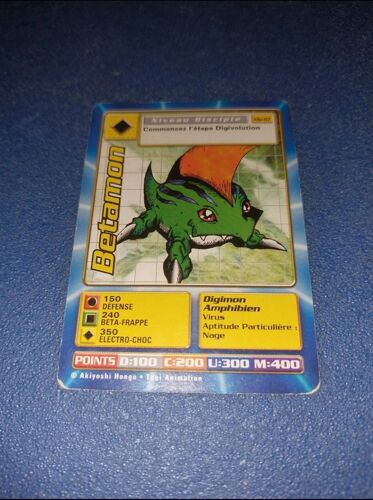 Niveau Disciple
Commencez l'étape Digivolution
Betamon
150
DÉFENSE
240
BETA-FRAPPE
350
ELECTRO-CHOC
Digimon
Amphibien
Virus
Aptitude Particulière :
Nage
POINTS D:100 C:200 U:300 M:400
© Akiyoshi Hongo • Toei Animation